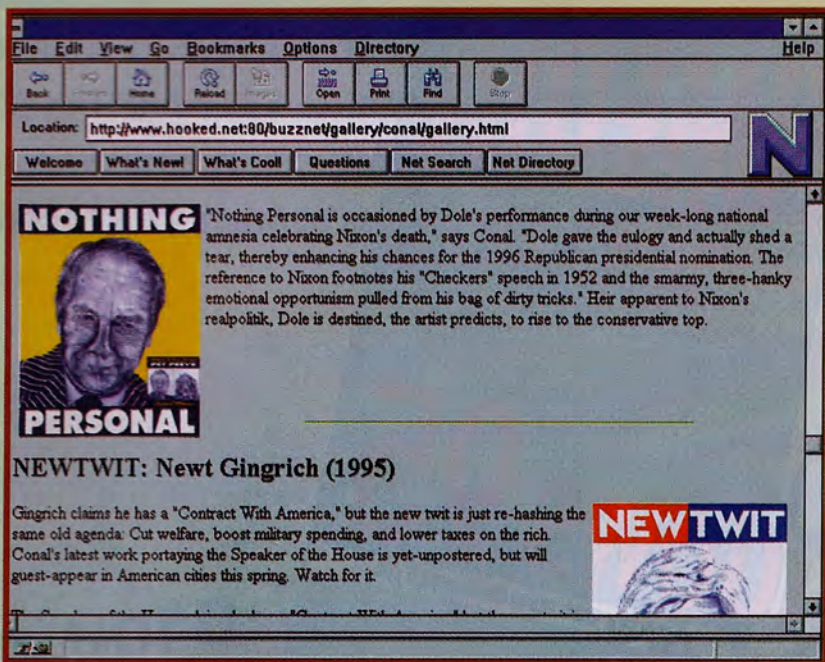 File Edit View Go Bookmarks Options Directory Help
Back Forward Home Reload Images Open Print Find Stop
Location: http://www.hooked.net:80/buzznet/gallery/conal/gallery.html
N
Welcome What's New! What's Cool! Questions Net Search Net Directory
NOTHING
PERSONAL
"Nothing Personal is occasioned by Dole's performance during our week-long national
amnesia celebrating Nixon's death," says Conal. "Dole gave the eulogy and actually shed a
tear, thereby enhancing his chances for the 1996 Republican presidential nomination. The
reference to Nixon footnotes his "Checkers" speech in 1952 and the smarmy, three-hanky
emotional opportunism pulled from his bag of dirty tricks." Heir apparent to Nixon's
realpolitik, Dole is destined, the artist predicts, to rise to the conservative top.
NEWTWIT: Newt Gingrich (1995)
Gingrich claims he has a "Contract With America," but the new twit is just re-hashing the
same old agenda: Cut welfare, boost military spending, and lower taxes on the rich.
Conal's latest work portaying the Speaker of the House is yet-unpostered, but will
guest-appear in American cities this spring. Watch for it.
NEWTWIT